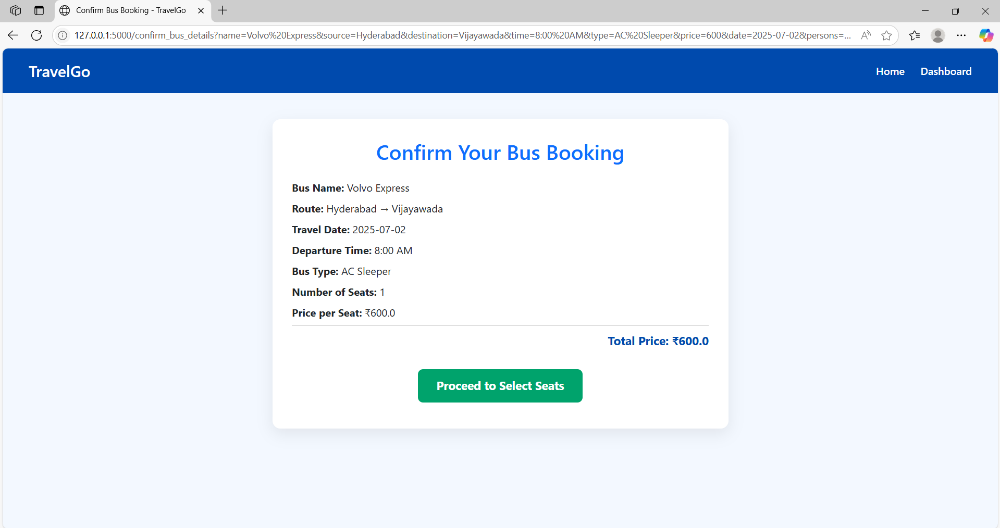 Confirm Bus Booking - TravelGo
127.0.0.1:5000/confirm_bus_details?name=Volvo%20Express&source=Hyderabad&destination=Vijayawada&time=8:00%20AM&type=AC%20Sleeper&price=600&date=2025-07-02&persons=...
TravelGo
Home
Dashboard
Confirm Your Bus Booking
Bus Name: Volvo Express
Route: Hyderabad → Vijayawada
Travel Date: 2025-07-02
Departure Time: 8:00 AM
Bus Type: AC Sleeper
Number of Seats: 1
Price per Seat: ₹600.0
Total Price: ₹600.0
Proceed to Select Seats